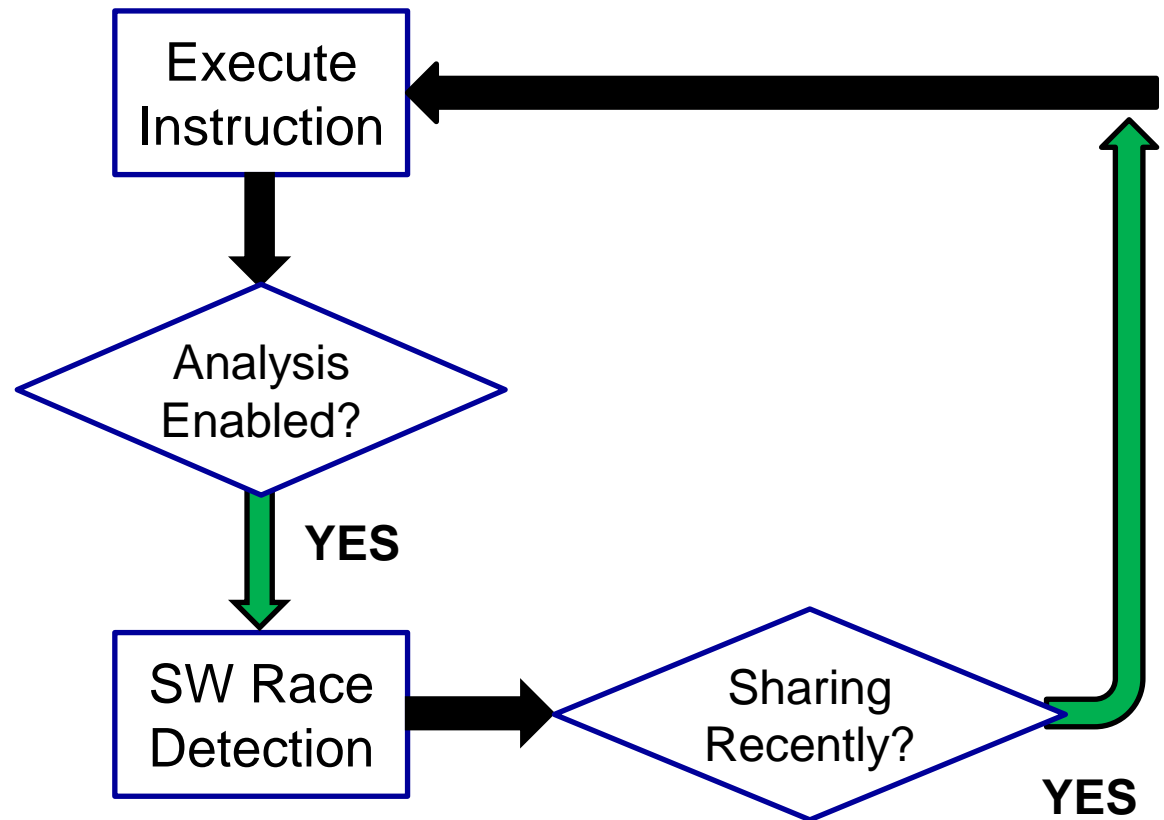 Execute
Instruction
Analysis
Enabled?
YES
SW Race
Detection
Sharing
Recently?
YES